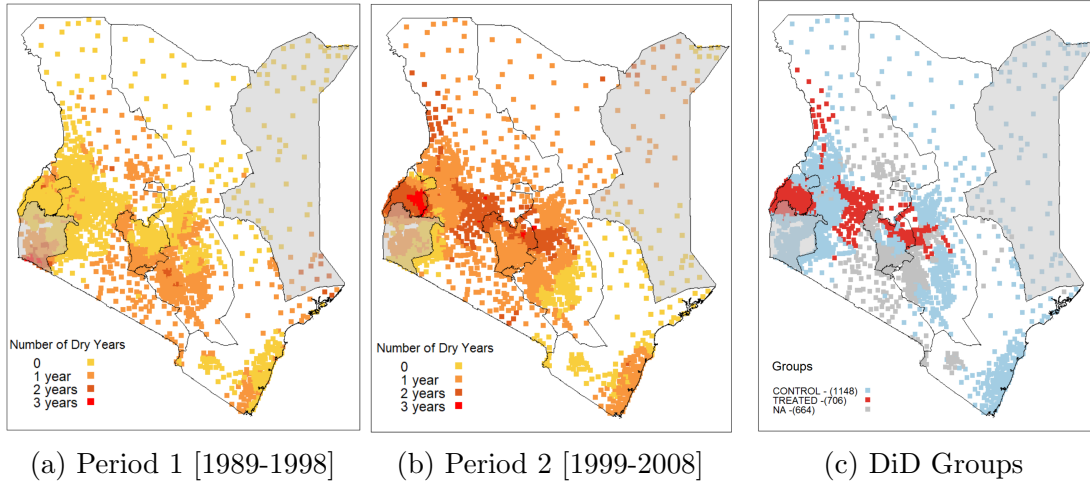 Number of Dry Years
0
1 year
2 years
3 years
Number of Dry Years
0
1 year
2 years
3 years
Groups
CONTROL - (1148)
TREATED -(706)
NA -(664)
(a) Period 1 [1989-1998]
(b) Period 2 [1999-2008]
(c) DiD Groups